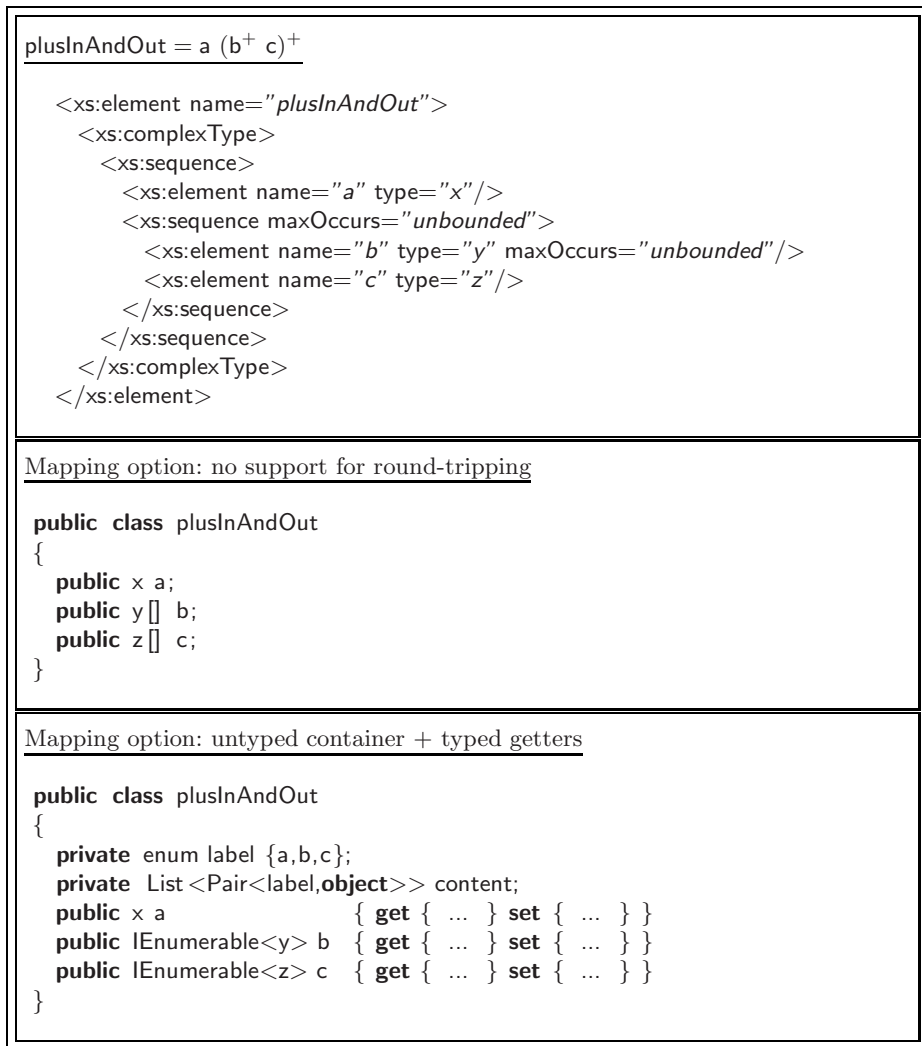 plusInAndOut = a (b⁺ c)⁺
<xs:element name="plusInAndOut">
<xs:complexType>
<xs:sequence>
<xs:element name="a" type="x"/>
<xs:sequence maxOccurs="unbounded">
<xs:element name="b" type="y" maxOccurs="unbounded"/>
<xs:element name="c" type="z"/>
</xs:sequence>
</xs:sequence>
</xs:complexType>
</xs:element>
Mapping option: no support for round-tripping
public class plusInAndOut
{
public x a;
public y[] b;
public z[] c;
}
Mapping option: untyped container + typed getters
public class plusInAndOut
{
private enum label {a,b,c};
private List<Pair<label,object>> content;
public x a { get { ... } set { ... } }
public IEnumerable<y> b { get { ... } set { ... } }
public IEnumerable<z> c { get { ... } set { ... } }
}